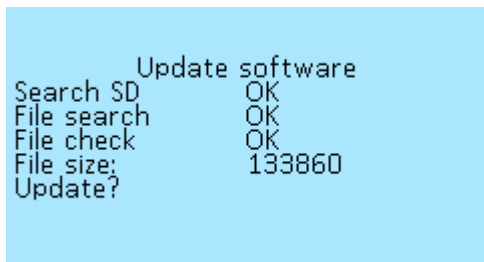 Update software
Search SD OK
File search OK
File check OK
File size: 133860
Update?